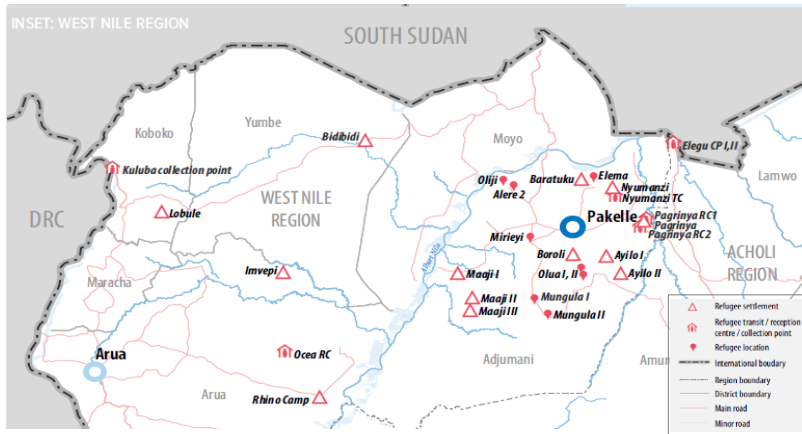 INSET: WEST NILE REGION
SOUTH SUDAN
Koboko
Yumbe
Bidibidi
Moyo
Elegu CP I,II
Kuluba collection point
Oliji
Alere 2
Baratuku
Elema
Nyumanzi
Nyumanzi TC
Lamwo
DRC
Lobule
WEST NILE
REGION
Pakelle
Pagrinya RC1
Pagrinya
Pagrinya RC2
Mirieyi
Albert Nile
Boroli
Ayilo I
ACHOLI
REGION
Imvepi
Maaji I
Olua I, II
Ayilo II
Maracha
Maaji II
Maaji III
Mungula I
Mungula II
Arua
Ocea RC
Adjumani
Amur
Arua
Rhino Camp
Refugee settlement
Refugee transit / reception
centre / collection point
Refugee location
International boudary
Region boundary
District boundary
Main road
Minor road